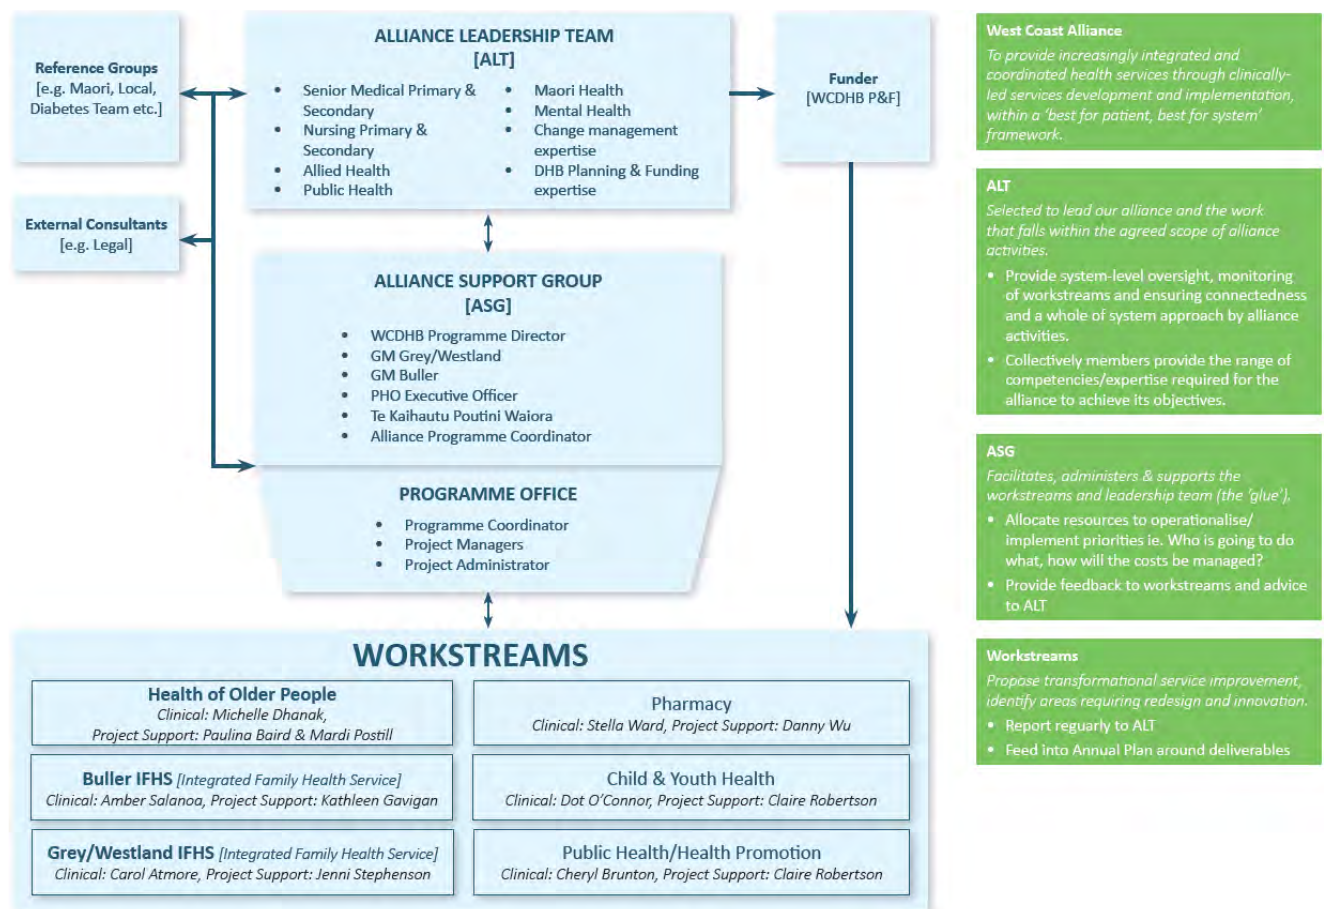 Reference Groups
[e.g. Maori, Local,
Diabetes Team etc.]
External Consultants
[e.g. Legal]
ALLIANCE LEADERSHIP TEAM
[ALT]
• Senior Medical Primary &
Secondary
• Nursing Primary &
Secondary
• Allied Health
• Public Health
• Maori Health
• Mental Health
• Change management
expertise
• DHB Planning & Funding
expertise
Funder
[WCDHB P&F]
ALLIANCE SUPPORT GROUP
[ASG]
• WCDHB Programme Director
• GM Grey/Westland
• GM Buller
• PHO Executive Officer
• Te Kaihautu Poutini Waiora
• Alliance Programme Coordinator
PROGRAMME OFFICE
• Programme Coordinator
• Project Managers
• Project Administrator
WORKSTREAMS
Health of Older People
Clinical: Michelle Dhanak,
Project Support: Paulina Baird & Mardi Postill
Buller IFHS [Integrated Family Health Service]
Clinical: Amber Salanoa, Project Support: Kathleen Gavigan
Grey/Westland IFHS [Integrated Family Health Service]
Clinical: Carol Atmore, Project Support: Jenni Stephenson
Pharmacy
Clinical: Stella Ward, Project Support: Danny Wu
Child & Youth Health
Clinical: Dot O'Connor, Project Support: Claire Robertson
Public Health/Health Promotion
Clinical: Cheryl Brunton, Project Support: Claire Robertson
West Coast Alliance
To provide increasingly integrated and
coordinated health services through clinically-
led services development and implementation,
within a 'best for patient, best for system'
framework.
ALT
Selected to lead our alliance and the work
that falls within the agreed scope of alliance
activities.
• Provide system-level oversight, monitoring
of workstreams and ensuring connectedness
and a whole of system approach by alliance
activities.
• Collectively members provide the range of
competencies/expertise required for the
alliance to achieve its objectives.
ASG
Facilitates, administers & supports the
workstreams and leadership team (the 'glue').
• Allocate resources to operationalise/
implement priorities ie. Who is going to do
what, how will the costs be managed?
• Provide feedback to workstreams and advice
to ALT
Workstreams
Propose transformational service improvement,
identify areas requiring redesign and innovation.
• Report reguarly to ALT
• Feed into Annual Plan around deliverables